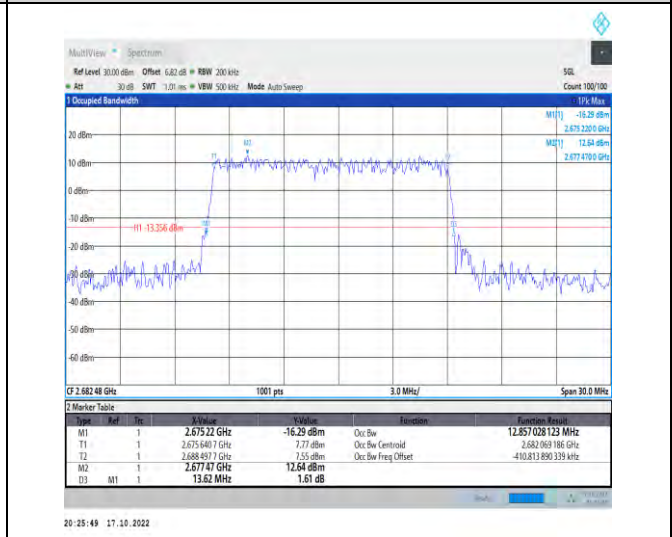 MultiView Spectrum
Ref Level 30.00 dBm Offset 6.82 dB RBW 200 kHz SGL
Att 30 dB SWT 1.01 ms VBW 500 kHz Mode Auto Sweep Count 100/100
1 Occupied Bandwidth 1Pk Max
M1[1] -16.29 dBm
2.675 2200 GHz
20 dBm M2[1] 12.64 dBm
2.677 4700 GHz
M2
T1
10 dBm
0 dBm
-10 dBm
H1 -13.356 dBm
D3
-20 dBm
-30 dBm
-40 dBm
-50 dBm
-60 dBm
CF 2.682 48 GHz 1001 pts 3.0 MHz/ Span 30.0 MHz
2 Marker Table
Type Ref Trc X-Value Y-Value Function Function Result
M1 1 2.675 22 GHz -16.29 dBm Occ Bw 12.857 028 123 MHz
T1 1 2.675 640 7 GHz 7.77 dBm Occ Bw Centroid 2.682 069 186 GHz
T2 1 2.688 497 7 GHz 7.55 dBm Occ Bw Freq Offset -410.813 890 339 kHz
M2 1 2.677 47 GHz 12.64 dBm
D3 M1 1 13.62 MHz 1.61 dB
20:25:49 17.10.2022